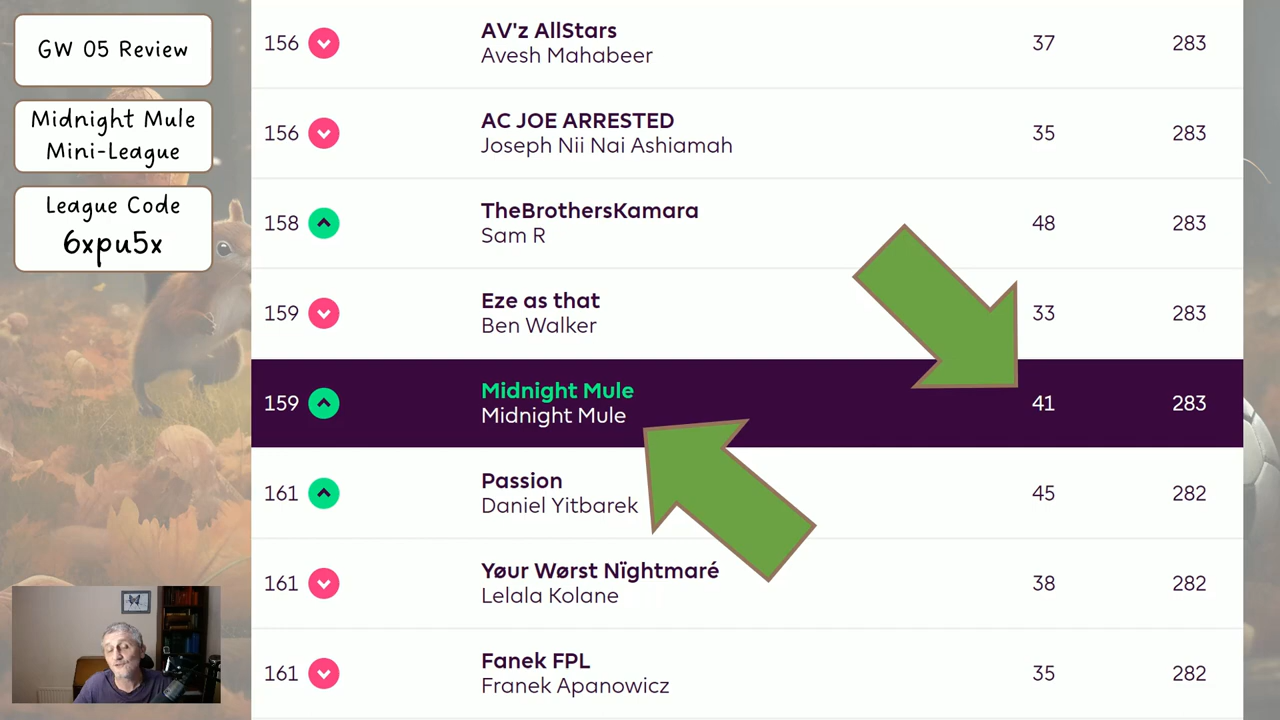 GW 05 Review
Midnight Mule
Mini-League
League Code
6xpu5x
156 AV'z AllStars 37 283
Avesh Mahabeer
156 AC JOE ARRESTED 35 283
Joseph Nii Nai Ashiamah
158 TheBrothersKamara 48 283
Sam R
159 Eze as that 33 283
Ben Walker
159 Midnight Mule 41 283
Midnight Mule
161 Passion 45 282
Daniel Yitbarek
161 Yøur Wørst Nïghtmaré 38 282
Lelala Kolane
161 Fanek FPL 35 282
Franek Apanowicz